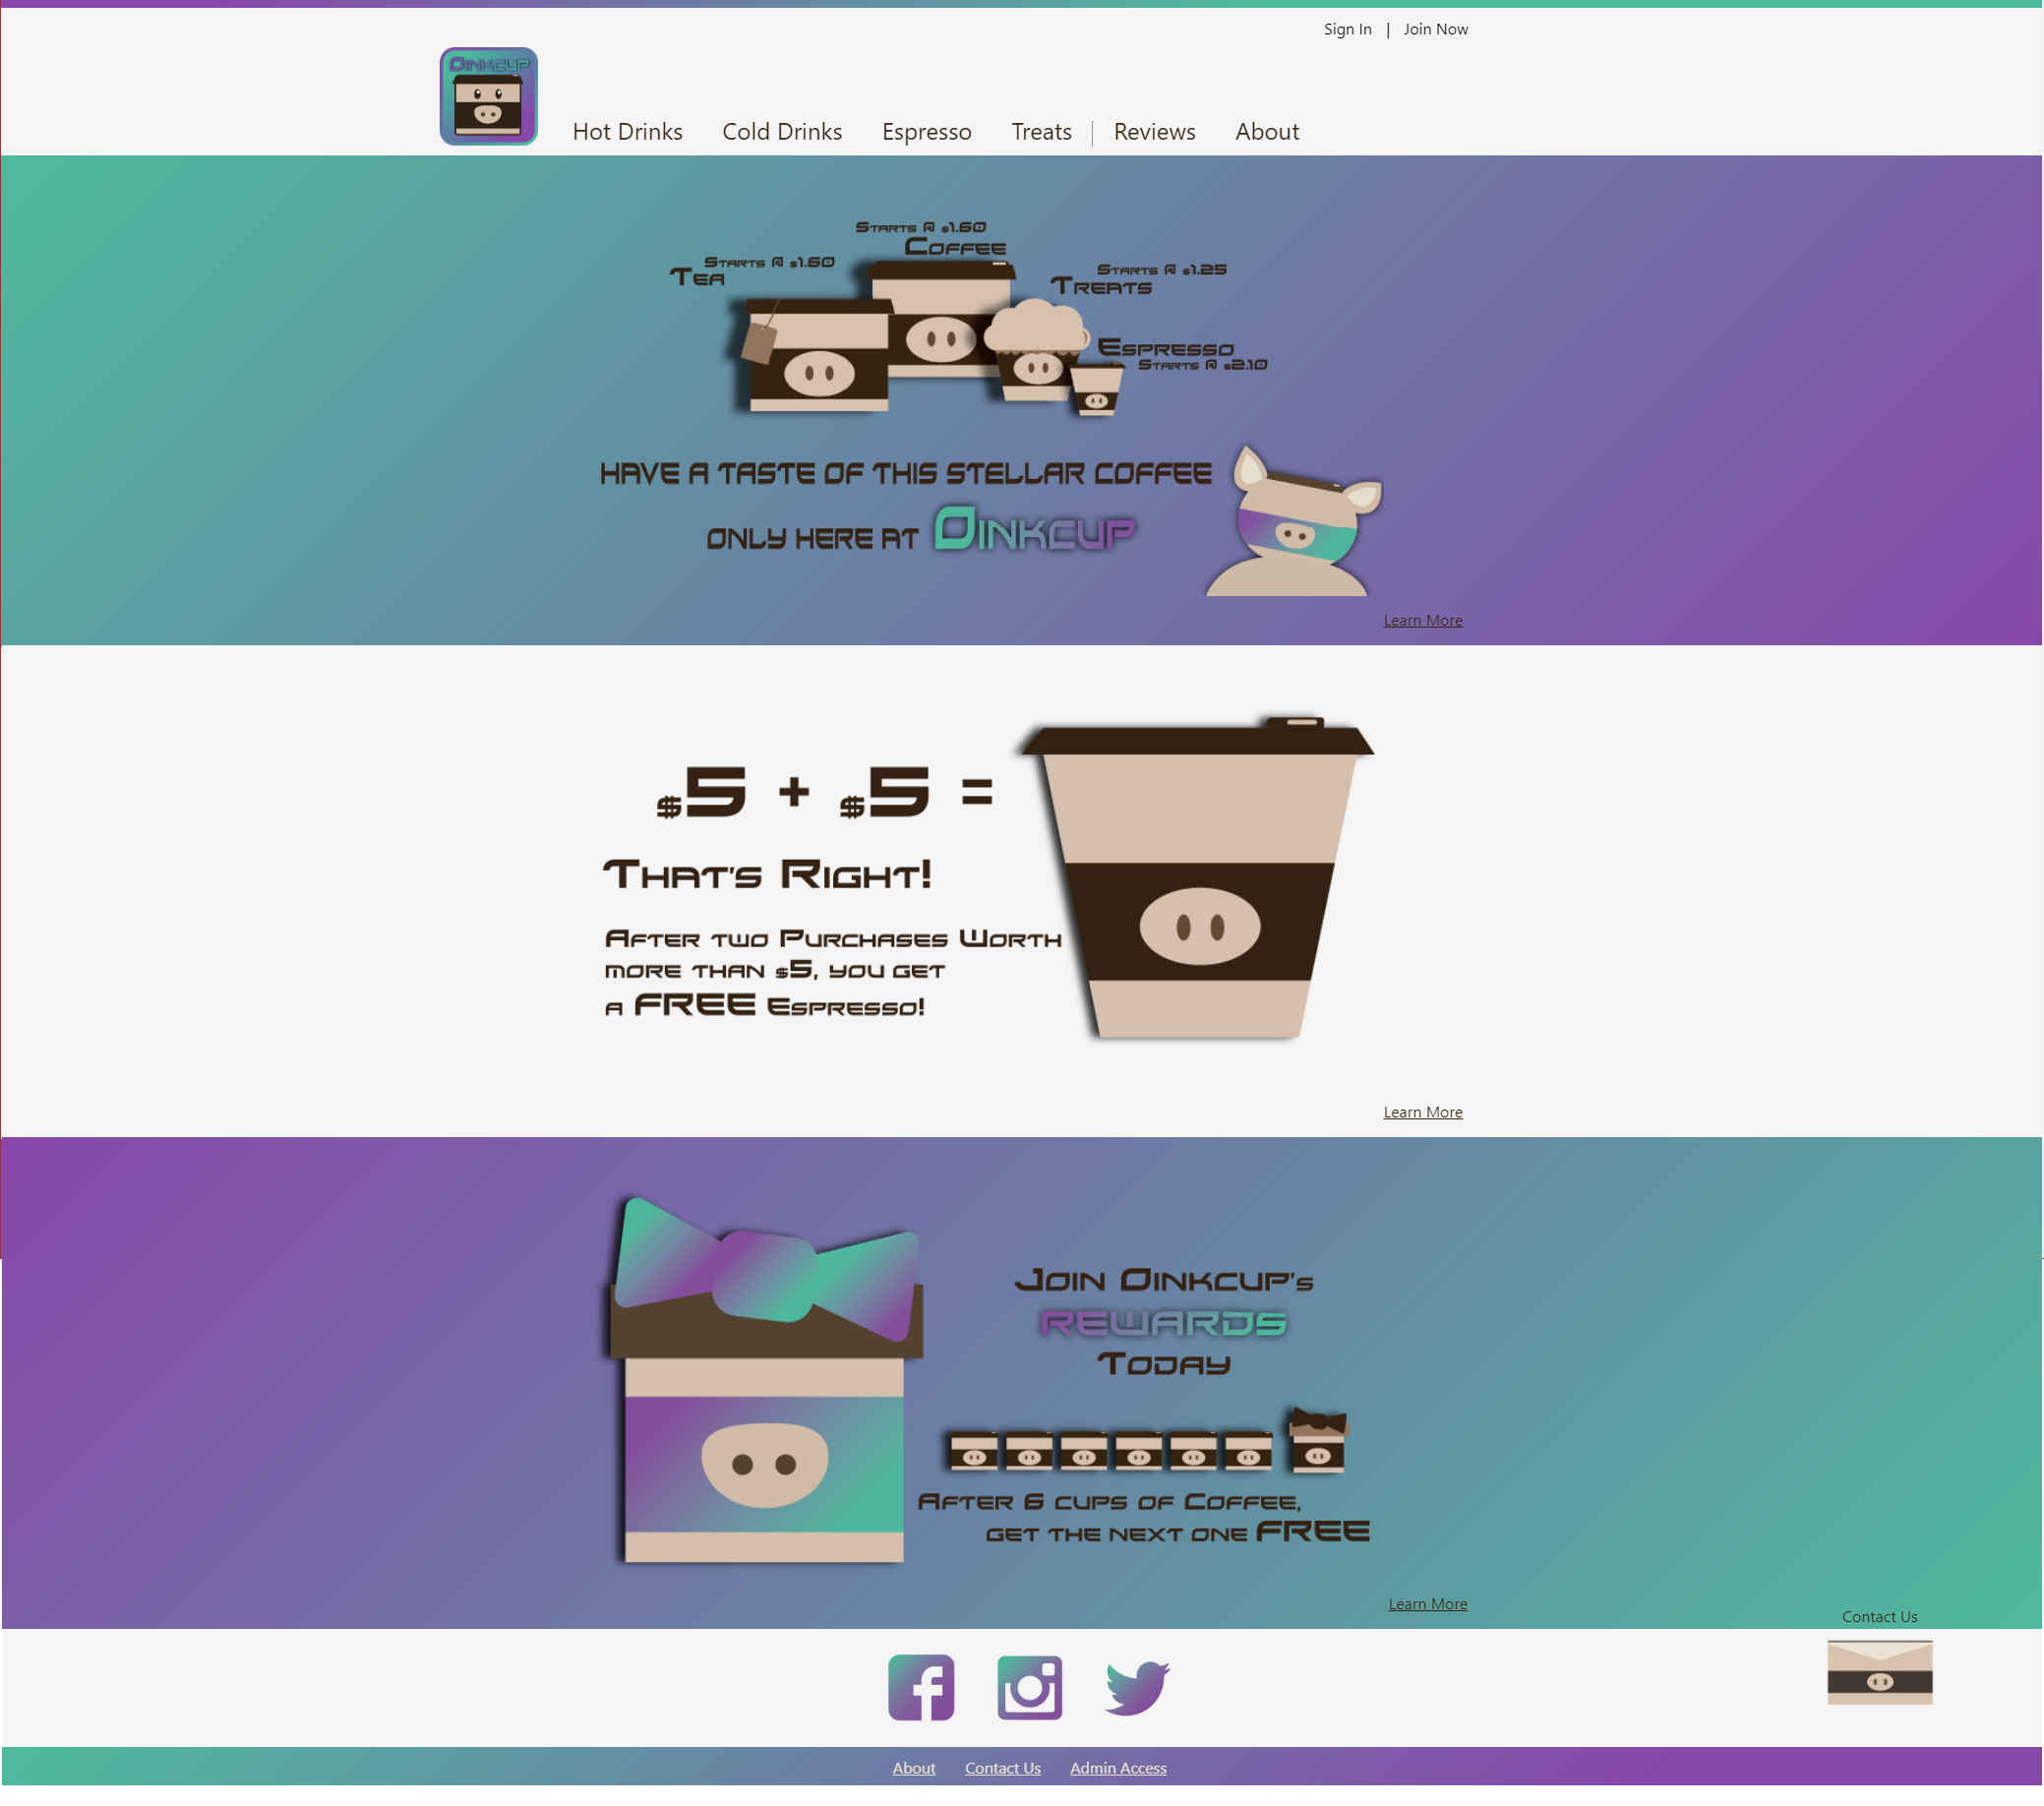 Sign In | Join Now
OINKCUP
Hot Drinks Cold Drinks Espresso Treats Reviews About
Starts @ $1.60
Coffee
Starts @ $1.60
Tea
Starts @ $1.25
Treats
Espresso
Starts @ $2.10
HAVE A TASTE OF THIS STELLAR COFFEE
ONLY HERE AT OINKCUP
Learn More
$5 + $5 =
That's Right!
After two Purchases Worth
more than $5, you get
a FREE Espresso!
Learn More
Join Oinkcup's
REWARDS
Today
After 6 cups of Coffee,
get the next one FREE
Learn More
Contact Us
About Contact Us Admin Access